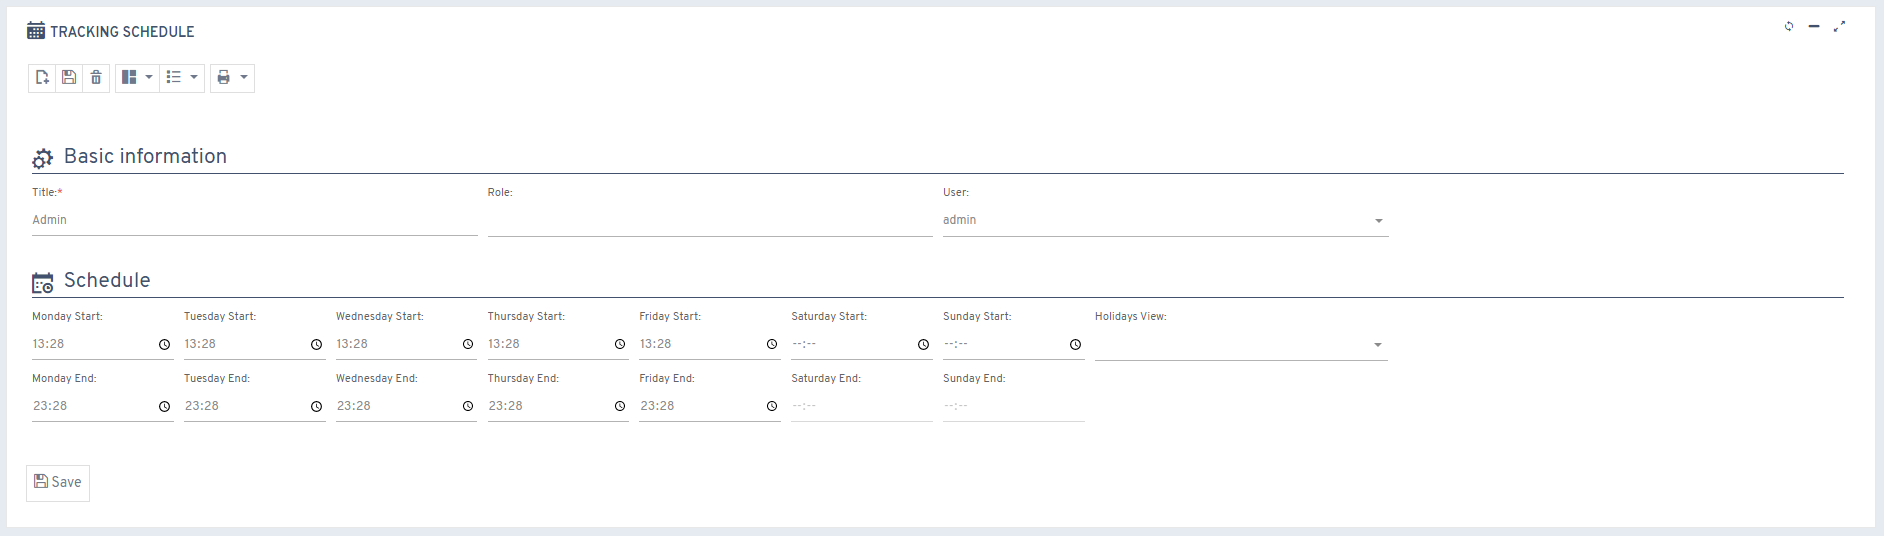 TRACKING SCHEDULE
Basic information
Title:* Role: User:
Admin admin
Schedule
Monday Start: Tuesday Start: Wednesday Start: Thursday Start: Friday Start: Saturday Start: Sunday Start: Holidays View:
13:28 13:28 13:28 13:28 13:28 --:-- --:--
Monday End: Tuesday End: Wednesday End: Thursday End: Friday End: Saturday End: Sunday End:
23:28 23:28 23:28 23:28 23:28 --:-- --:--
Save